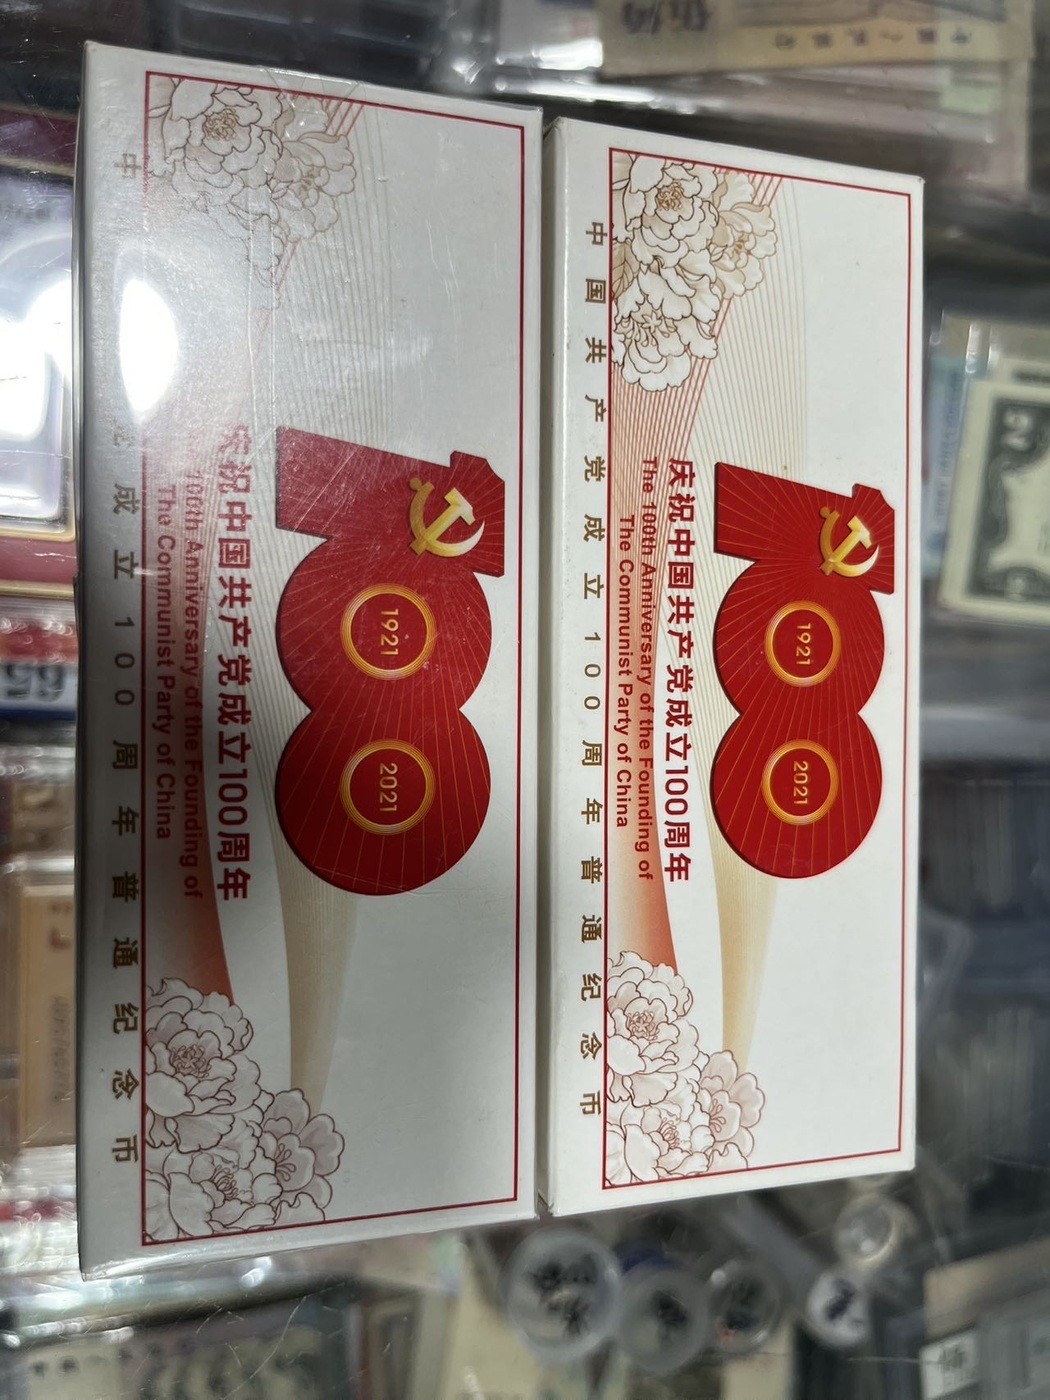 中
成立100周年普通纪念币
庆祝中国共产党成立100周年
100th Anniversary of the Founding of
The Communist Party of China
1921
2021
中国共产党成立100周年普通纪念币
庆祝中国共产党成立100周年
The 100th Anniversary of the Founding of
The Communist Party of China
1921
2021